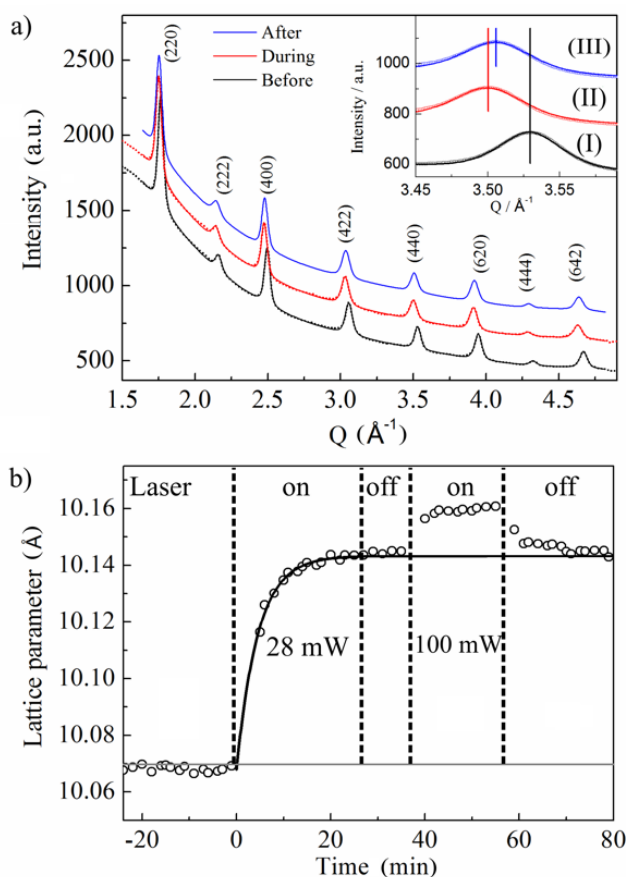 a)
(220)
After
During
Before
(222)
(400)
(422)
(440)
(620)
(444)
(642)
2500
2000
1500
1000
500
Intensity (a.u.)
1.5 2.0 2.5 3.0 3.5 4.0 4.5
Q (Å-1)
Intensity / a.u.
1000
800
600
(III)
(II)
(I)
3.45 3.50 3.55
Q / Å-1
b)
Laser on off on off
10.16
10.14
10.12
10.10
10.08
10.06
Lattice parameter (Å)
28 mW
100 mW
-20 0 20 40 60 80
Time (min)